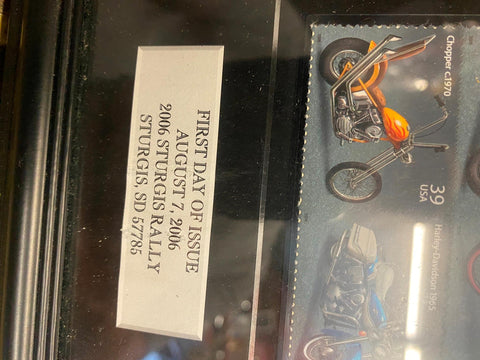 FIRST DAY OF ISSUE
AUGUST 7, 2006
2006 STURGIS RALLY
STURGIS, SD 57785
Chopper c.1970
39
USA
Harley-Davidson 1965